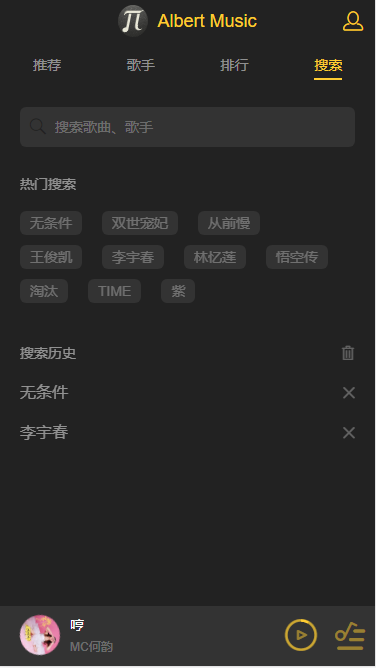 π Albert Music
推荐 歌手 排行 搜索
搜索歌曲、歌手
热门搜索
无条件 双世宠妃 从前慢
王俊凯 李宇春 林忆莲 悟空传
淘汰 TIME 紫
搜索历史
无条件
李宇春
哼
MC何韵